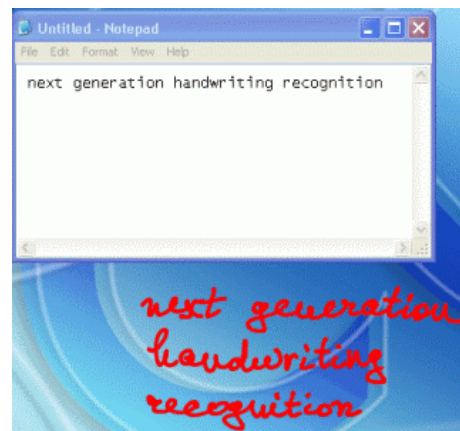 Untitled - Notepad
File Edit Format View Help
next generation handwriting recognition
next generation
handwriting
recognition